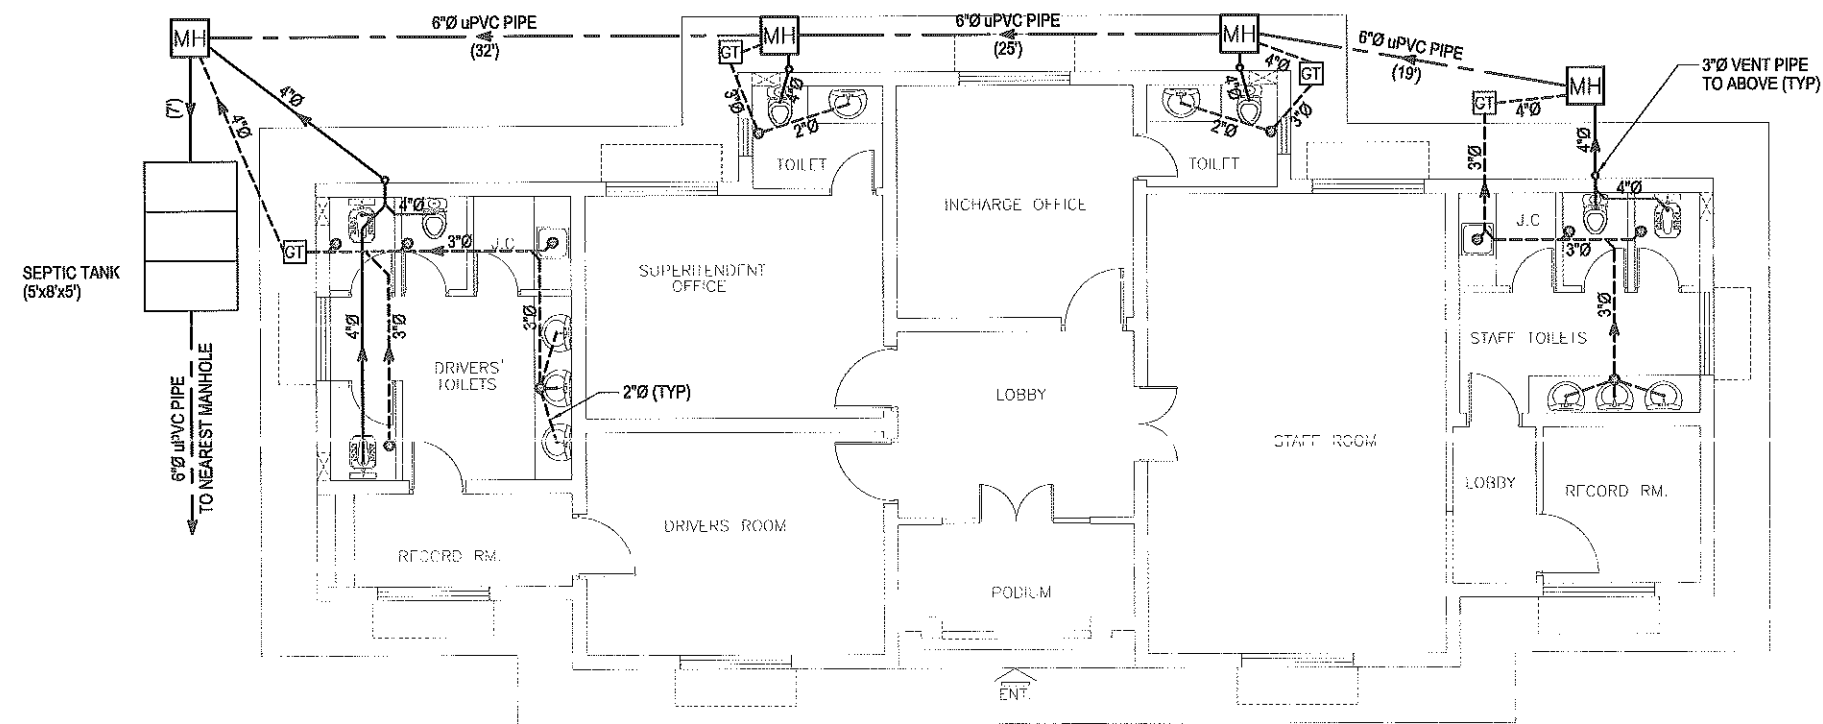 6"Ø uPVC PIPE
(32')
6"Ø uPVC PIPE
(25')
6"Ø uPVC PIPE
(19')
MH
MH
MH
MH
GT
GT
GT
GT
3"Ø VENT PIPE
TO ABOVE (TYP)
4"Ø
4"Ø
4"Ø
3"Ø
2"Ø
TOILET
4"Ø
4"Ø
3"Ø
2"Ø
TOILET
4"Ø
3"Ø
4"Ø
4"Ø
(7')
SEPTIC TANK
(5'x8'x5')
6"Ø uPVC PIPE
TO NEAREST MANHOLE
4"Ø
3"Ø
J.C
4"Ø
3"Ø
3"Ø
DRIVERS'
TOILETS
2"Ø (TYP)
SUPERITENDENT
OFFICE
INCHARGE OFFICE
LOBBY
STAFF ROOM
J.C
3"Ø
3"Ø
STAFF TOILETS
LOBBY
RECORD RM.
DRIVERS ROOM
RECORD RM.
PODIUM
ENT.